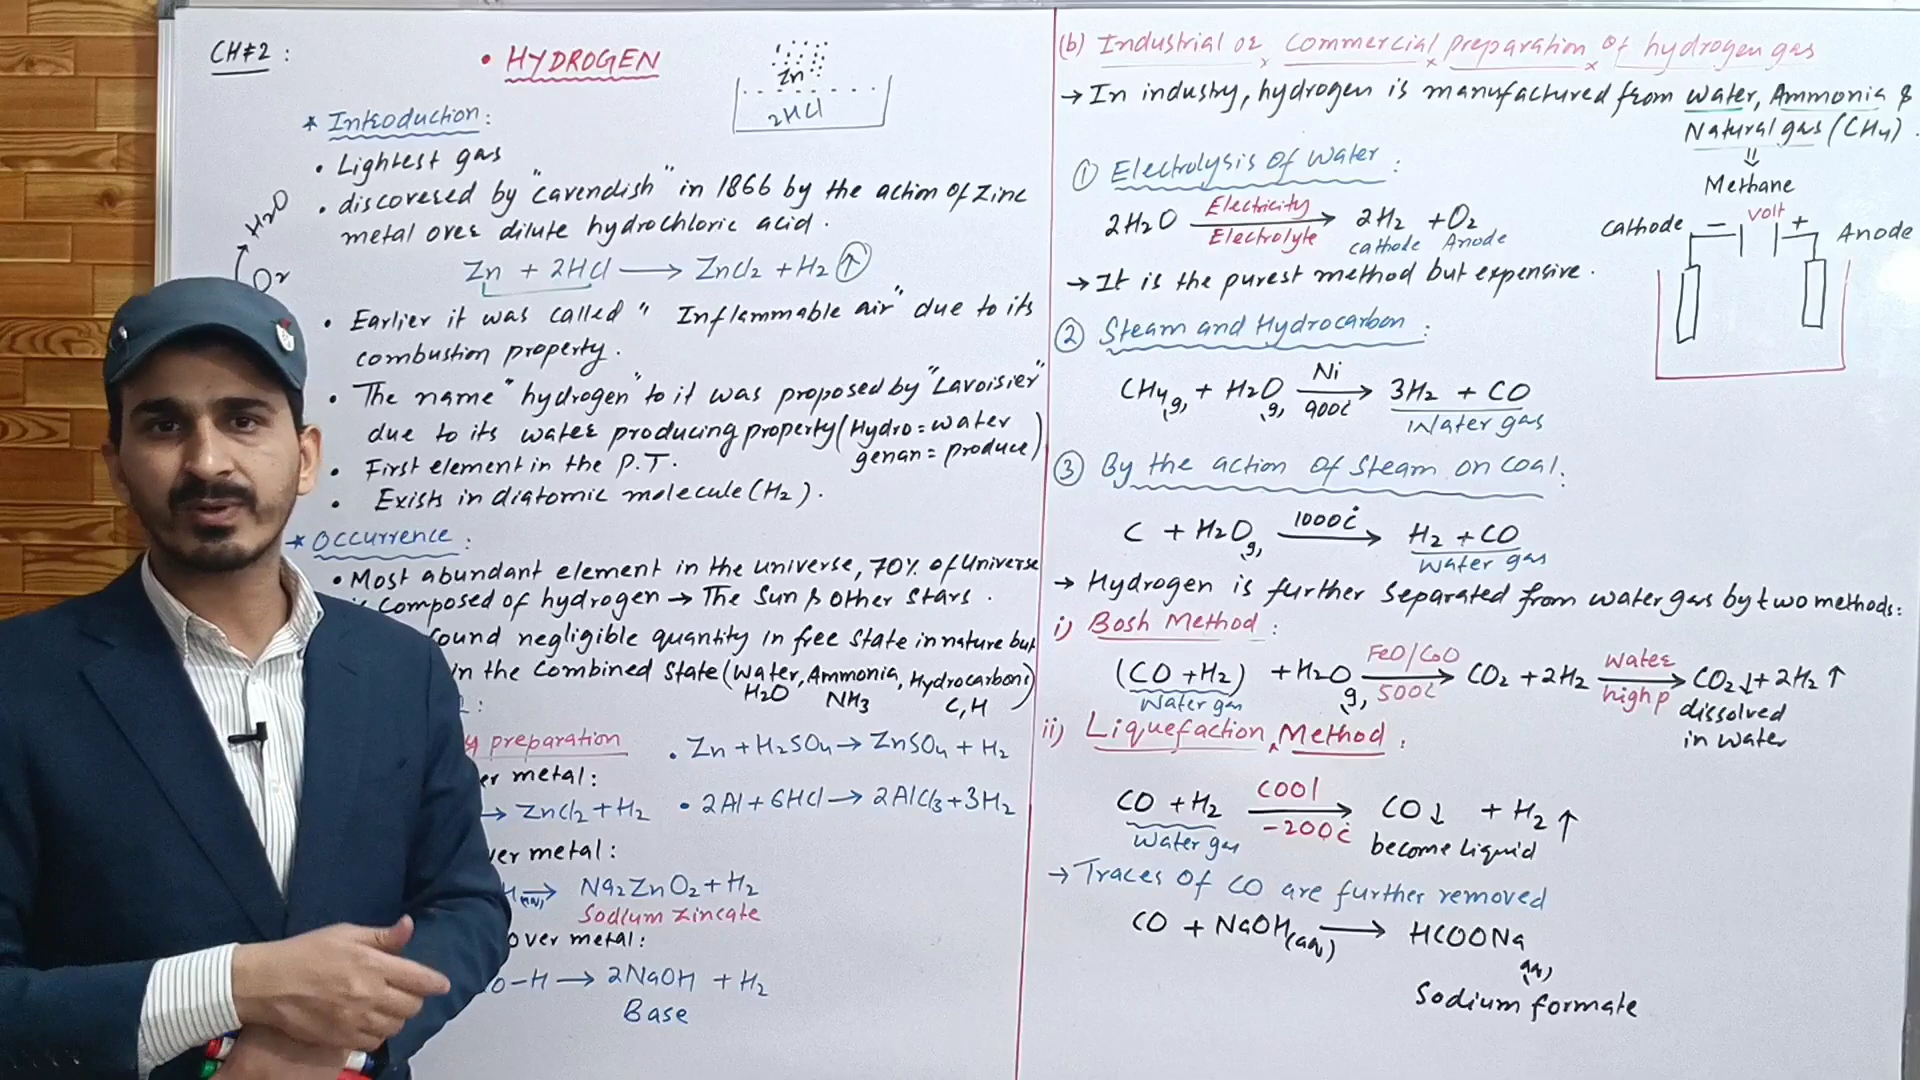 CH#2:
• HYDROGEN
Zn
2HCl
* Introduction:
• Lightest gas
• discovered by "Cavendish" in 1866 by the action of Zinc
metal over dilute hydrochloric acid.
Zn + 2HCl → ZnCl2 + H2 ↑
H2O
O2
• Earlier it was called " Inflammable air" due to its
combustion property.
• The name "hydrogen" to it was proposed by "Lavoisier"
due to its water producing property (Hydro = water
genan = produce)
• First element in the P.T.
• Exists in diatomic molecule (H2).
* Occurrence:
• Most abundant element in the universe, 70% of Universe
Composed of hydrogen → The Sun & Other Stars.
found negligible quantity in free state in nature but
in the Combined State (Water, Ammonia, Hydrocarbons)
H2O NH3 C,H
:
preparation
metal:
→ ZnCl2 + H2
• Zn + H2SO4 → ZnSO4 + H2
• 2Al + 6HCl → 2AlCl3 + 3H2
over metal:
H (aq) → Na2ZnO2 + H2
Sodium zincate
over metal:
O-H → 2NaOH + H2
Base
(b) Industrial or Commercial preparation of hydrogen gas
→ In industry, hydrogen is manufactured from water, Ammonia &
Natural gas (CH4).
⇓
Methane
① Electrolysis of water:
2H2O Electricity → Electrolyte 2H2 + O2
cathode Anode
→ It is the purest method but expensive.
Cathode - Volt + Anode
② Steam and Hydrocarbon:
CH4(g) + H2O(g) Ni → 900c 3H2 + CO
Water gas
③ By the action of Steam on Coal:
C + H2O(g) 1000c → H2 + CO
Water gas
→ Hydrogen is further Separated from water gas by two methods:
i) Bosh Method:
(CO + H2) + H2O(g) FeO/CoO → 500c CO2 + 2H2 water → high p CO2↓ + 2H2↑
Water gas dissolved
in water
ii) Liquefaction Method:
CO + H2 Cool → -200c CO↓ + H2↑
Water gas become Liquid
→ Traces of CO are further removed
CO + NaOH(aq) → HCOONa
(aq)
Sodium formate